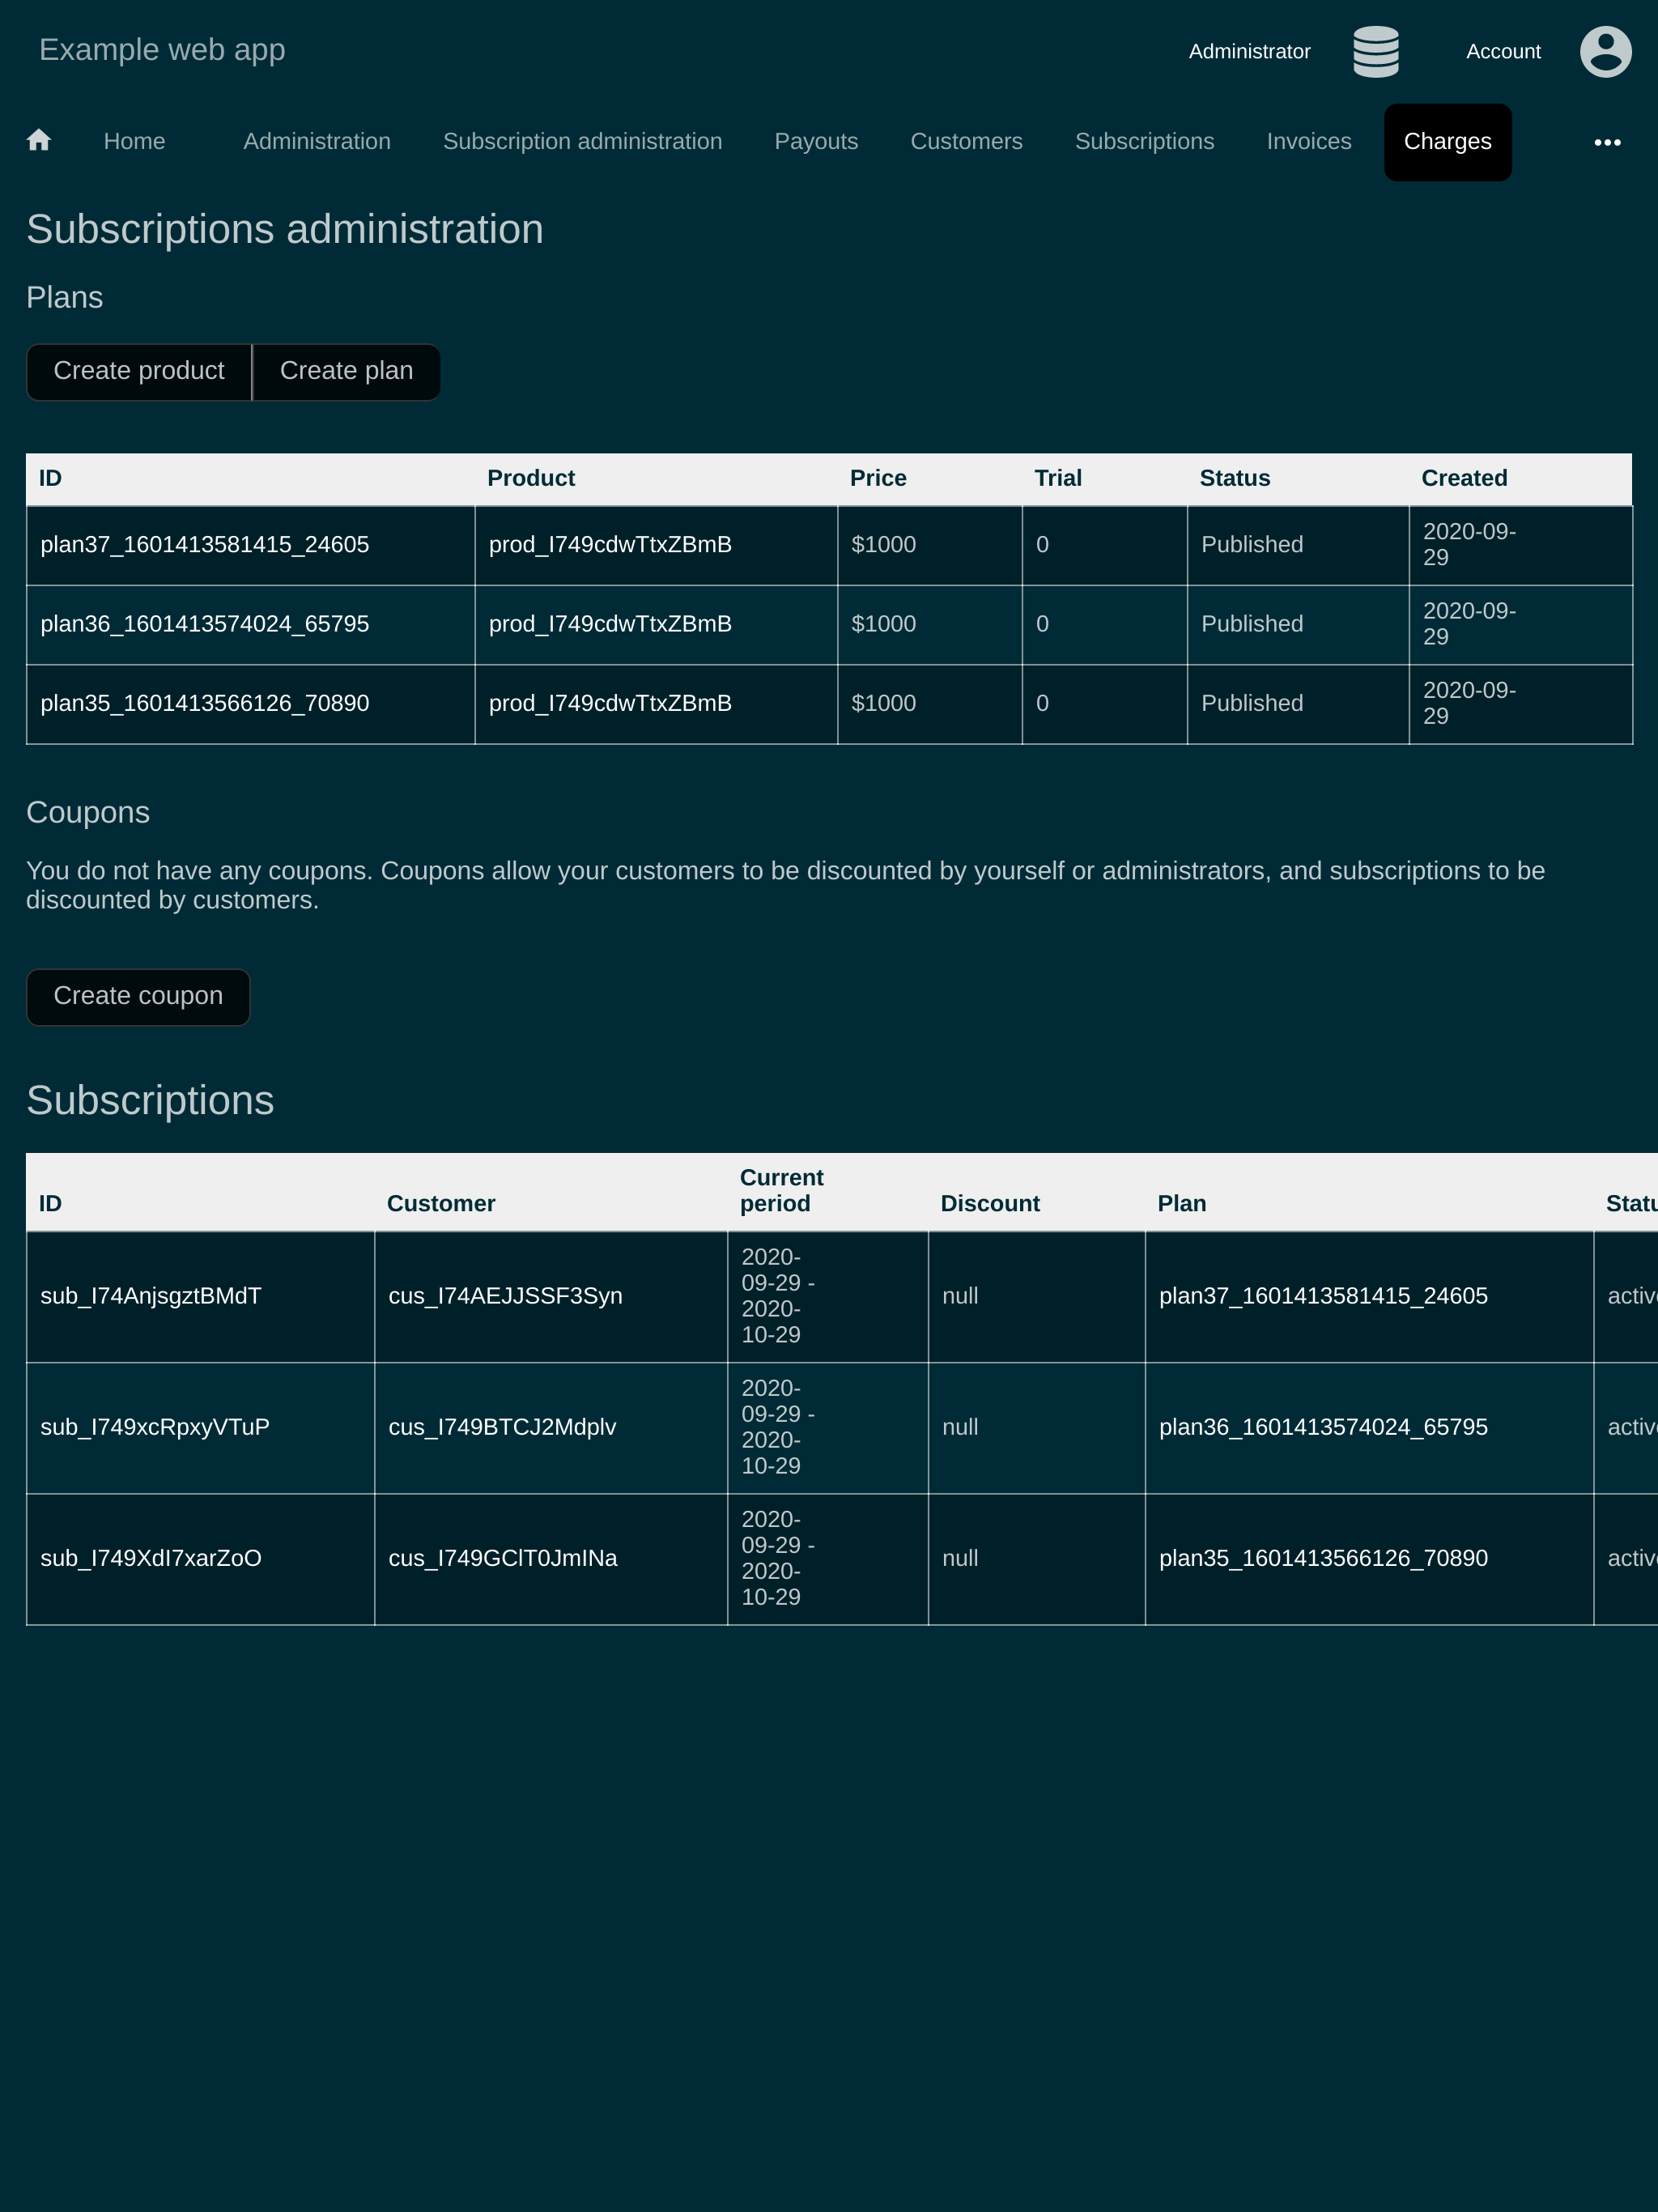 Example web app
Administrator
Account
Home Administration Subscription administration Payouts Customers Subscriptions Invoices Charges
Subscriptions administration
Plans
Create product Create plan
ID Product Price Trial Status Created
plan37_1601413581415_24605 prod_I749cdwTtxZBmB $1000 0 Published 2020-09-
29
plan36_1601413574024_65795 prod_I749cdwTtxZBmB $1000 0 Published 2020-09-
29
plan35_1601413566126_70890 prod_I749cdwTtxZBmB $1000 0 Published 2020-09-
29
Coupons
You do not have any coupons. Coupons allow your customers to be discounted by yourself or administrators, and subscriptions to be
discounted by customers.
Create coupon
Subscriptions
ID Customer Current
period Discount Plan Statu
sub_I74AnjsgztBMdT cus_I74AEJJSSF3Syn 2020-
09-29 -
2020-
10-29 null plan37_1601413581415_24605 activ
sub_I749xcRpxyVTuP cus_I749BTCJ2Mdplv 2020-
09-29 -
2020-
10-29 null plan36_1601413574024_65795 activ
sub_I749XdI7xarZoO cus_I749GClT0JmINa 2020-
09-29 -
2020-
10-29 null plan35_1601413566126_70890 activ